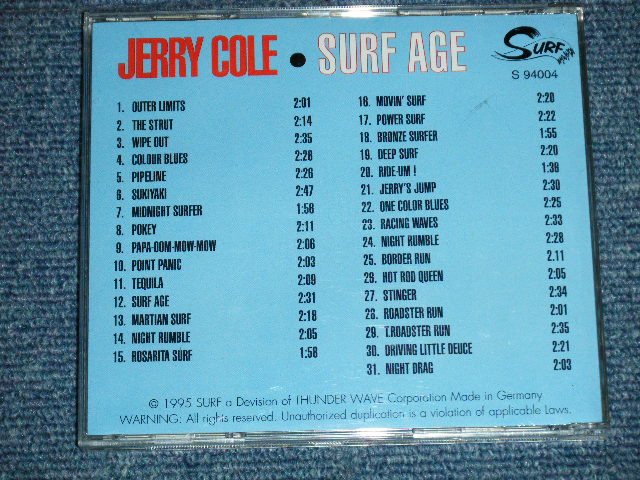 JERRY COLE • SURF AGE
SURF
S 94004
1. OUTER LIMITS 2:01
2. THE STRUT 2:14
3. WIPE OUT 2:35
4. COLOUR BLUES 2:28
5. PIPELINE 2:26
6. SUKIYAKI 2:47
7. MIDNIGHT SURFER 1:58
8. POKEY 2:11
9. PAPA-OOM-MOW-MOW 2:06
10. POINT PANIC 2:03
11. TEQUILA 2:09
12. SURF AGE 2:31
13. MARTIAN SURF 2:18
14. NIGHT RUMBLE 2:05
15. ROSARITA SURF 1:58
16. MOVIN' SURF 2:20
17. POWER SURF 2:22
18. BRONZE SURFER 1:55
19. DEEP SURF 2:20
20. RIDE-UM ! 1:38
21. JERRY'S JUMP 2:30
22. ONE COLOR BLUES 2:25
23. RACING WAVES 2:33
24. NIGHT RUMBLE 2:28
25. BORDER RUN 2.11
26. HOT ROD QUEEN 2:05
27. STINGER 2:34
28. ROADSTER RUN 2:01
29. T.ROADSTER RUN 2:35
30. DRIVING LITTLE DEUCE 2:21
31. NIGHT DRAG 2:03
© 1995 SURF a Devision of THUNDER WAVE Corporation Made in Germany
WARNING: All rights reserved. Unauthorized duplication is a violation of applicable Laws.